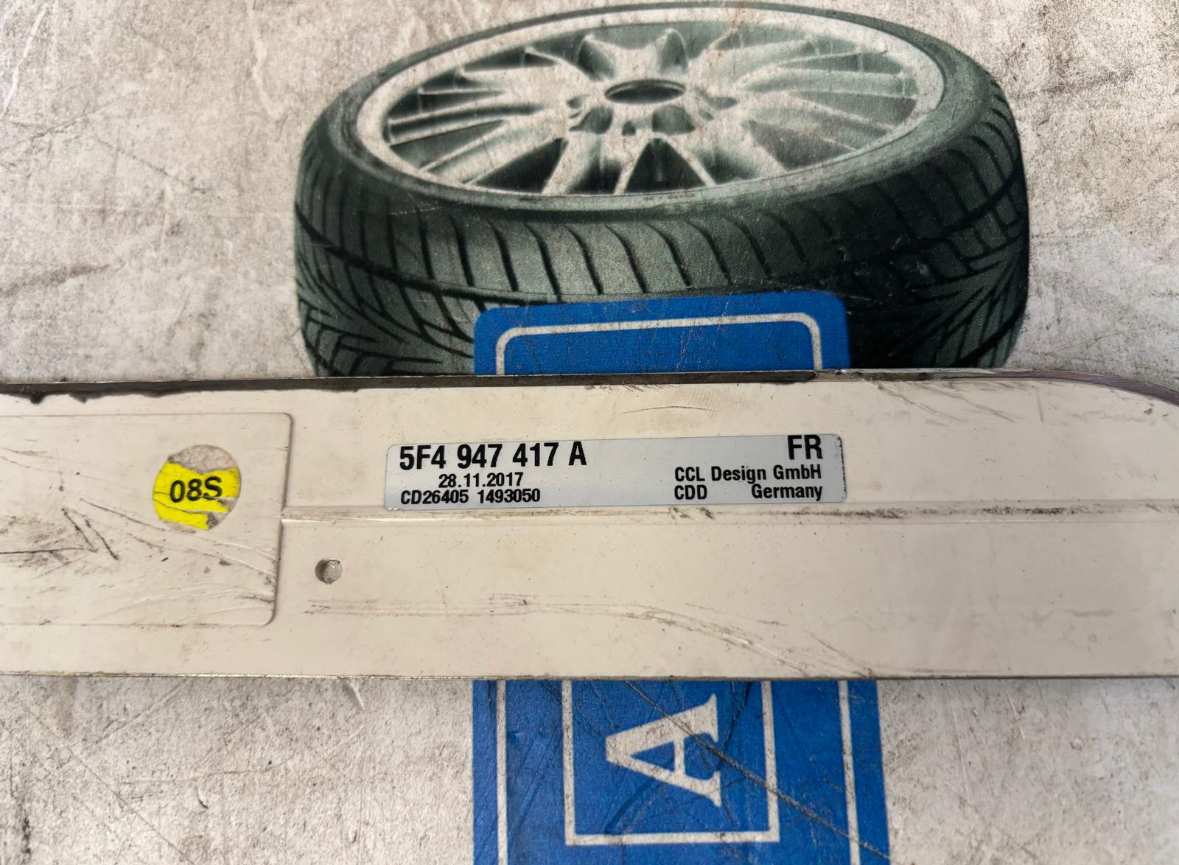 5F4 947 417 A
28.11.2017
CD26405 1493050
FR
CCL Design GmbH
CDD Germany
08S
A